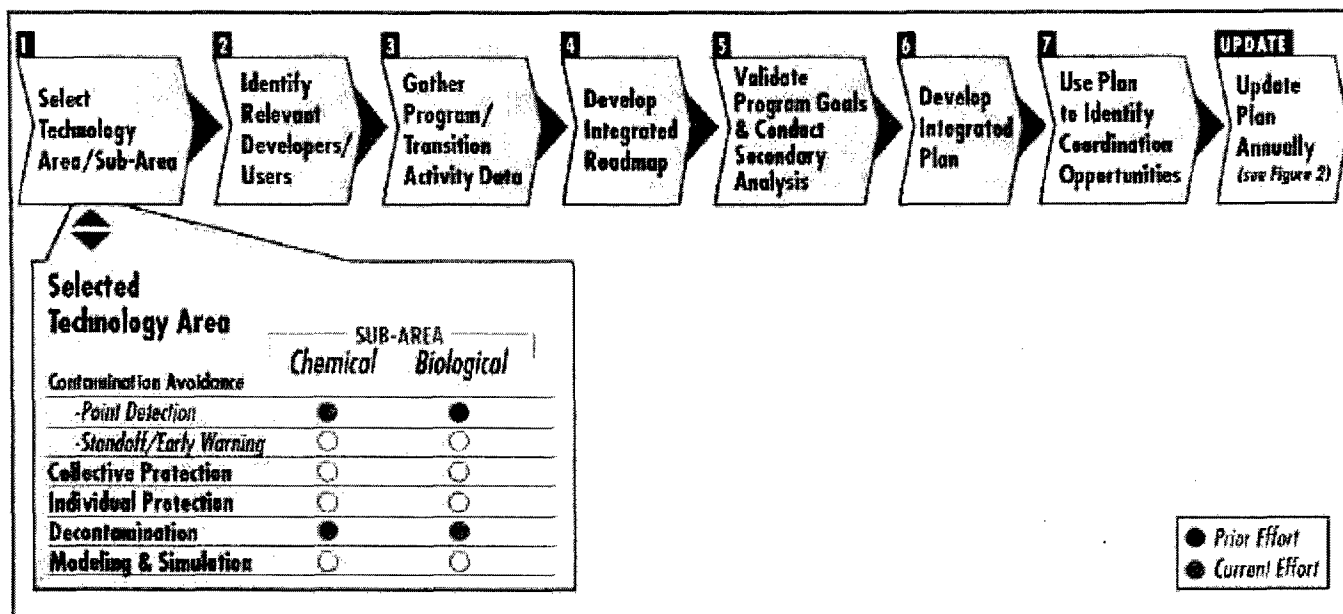 1
Select
Technology
Area/Sub-Area
2
Identify
Relevant
Developers/
Users
3
Gather
Program/
Transition
Activity Data
4
Develop
Integrated
Roadmap
5
Validate
Program Goals
& Conduct
Secondary
Analysis
6
Develop
Integrated
Plan
7
Use Plan
to Identify
Coordination
Opportunities
UPDATE
Update
Plan
Annually
(see Figure 2)
Selected
Technology Area
SUB-AREA
Chemical Biological
Contamination Avoidance
-Point Detection
-Standoff/Early Warning
Collective Protection
Individual Protection
Decontamination
Modeling & Simulation
Prior Effort
Current Effort